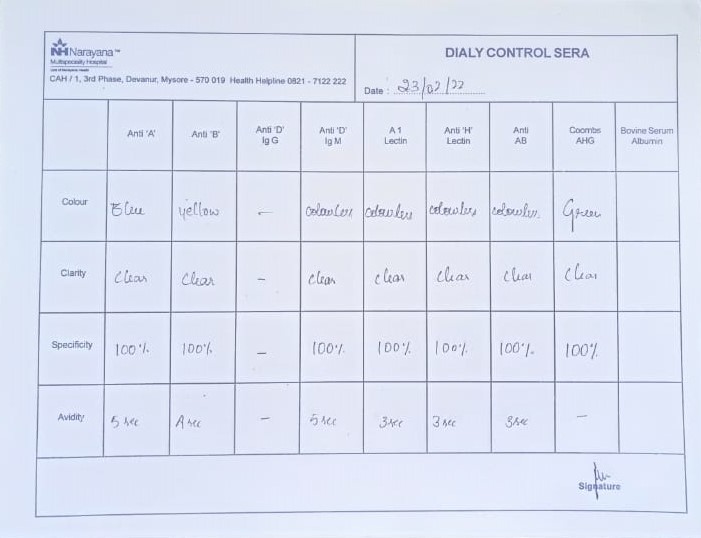 NH Narayana™
Multispeciality Hospital
CAH / 1, 3rd Phase, Devanur, Mysore - 570 019 Health Helpline 0821 - 7122 222
DIALY CONTROL SERA
Date : 23/02/22
Anti 'A' Anti 'B' Anti 'D' Ig G Anti 'D' Ig M A 1 Lectin Anti 'H' Lectin Anti AB Coombs AHG Bovine Serum Albumin
Colour Blue yellow - colourless colourless colourless colourless Green
Clarity clear clear - clear clear clear clear clear
Specificity 100% 100% - 100% 100% 100% 100% 100%
Avidity 5 sec 4 sec - 5 sec 3 sec 3 sec 3 sec -
Signature